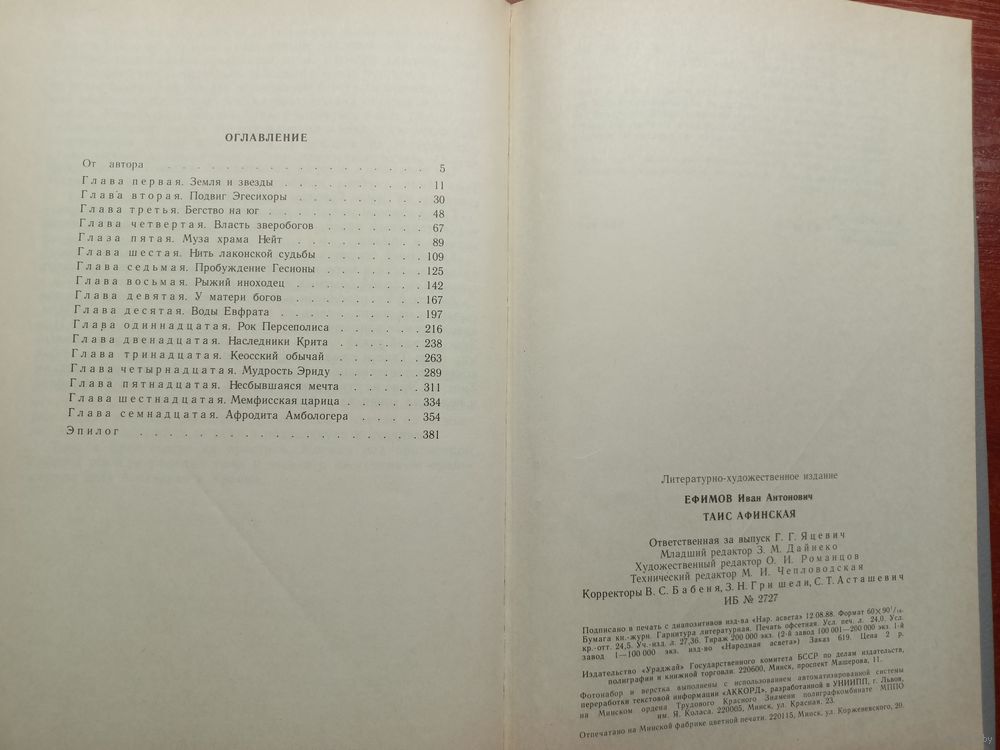 ОГЛАВЛЕНИЕ
От автора . . . . . . . . . . . . . . . . 5
Глава первая. Земля и звезды . . . . . . . . . . 11
Глава вторая. Подвиг Эгесихоры . . . . . . . . . 30
Глава третья. Бегство на юг . . . . . . . . . . . 48
Глава четвертая. Власть зверобогов . . . . . . . 67
Глаза пятая. Муза храма Нейт . . . . . . . . . 89
Глава шестая. Нить лаконской судьбы . . . . . . . 109
Глава седьмая. Пробуждение Гесионы . . . . . . . 125
Глава восьмая. Рыжий иноходец . . . . . . . . . 142
Глава девятая. У матери богов . . . . . . . . . 167
Глава десятая. Воды Евфрата . . . . . . . . . . 197
Глава одиннадцатая. Рок Персеполиса . . . . . . 216
Глава двенадцатая. Наследники Крита . . . . . . 238
Глава тринадцатая. Кеосский обычай . . . . . . 263
Глава четырнадцатая. Мудрость Эриду . . . . . . 289
Глава пятнадцатая. Несбывшаяся мечта . . . . . 311
Глава шестнадцатая. Мемфисская царица . . . . . 334
Глава семнадцатая. Афродита Амбологера . . . . 354
Эпилог . . . . . . . . . . . . . . . . . . . 381
Литературно-художественное издание
ЕФИМОВ Иван Антонович
ТАИС АФИНСКАЯ
Ответственная за выпуск Г. Г. Яцевич
Младший редактор З. М. Дайнеко
Художественный редактор О. И. Романцов
Технический редактор М. И. Чепловодская
Корректоры В. С. Бабеня, З. Н. Гришели, С. Т. Асташевич
ИБ № 2727
Подписано в печать с диапозитивов изд-ва «Нар. асвета» 12.08.88. Формат 60×90 1/16.
Бумага кн.-журн. Гарнитура литературная. Печать офсетная. Усл. печ. л. 24,0. Усл.
кр.-отт. 24,5. Уч.-изд. л. 27,36. Тираж 200 000 экз. (2-й завод 100 001—200 000 экз. 1-й
завод 1—100 000 экз. изд-во «Народная асвета») Заказ 619. Цена 2 р.
Издательство «Ураджай» Государственного комитета БССР по делам издательств,
полиграфии и книжной торговли. 220600, Минск, проспект Машерова, 11.
Фотонабор и верстка выполнены с использованием автоматизированной системы
переработки текстовой информации «АККОРД», разработанной в УНИИПП, г. Львов,
на Минском ордена Трудового Красного Знамени полиграфкомбинате МППО
им. Я. Коласа. 220005, Минск, ул. Красная, 23.
Отпечатано на Минской фабрике цветной печати. 220115, Минск, ул. Корженевского, 20.